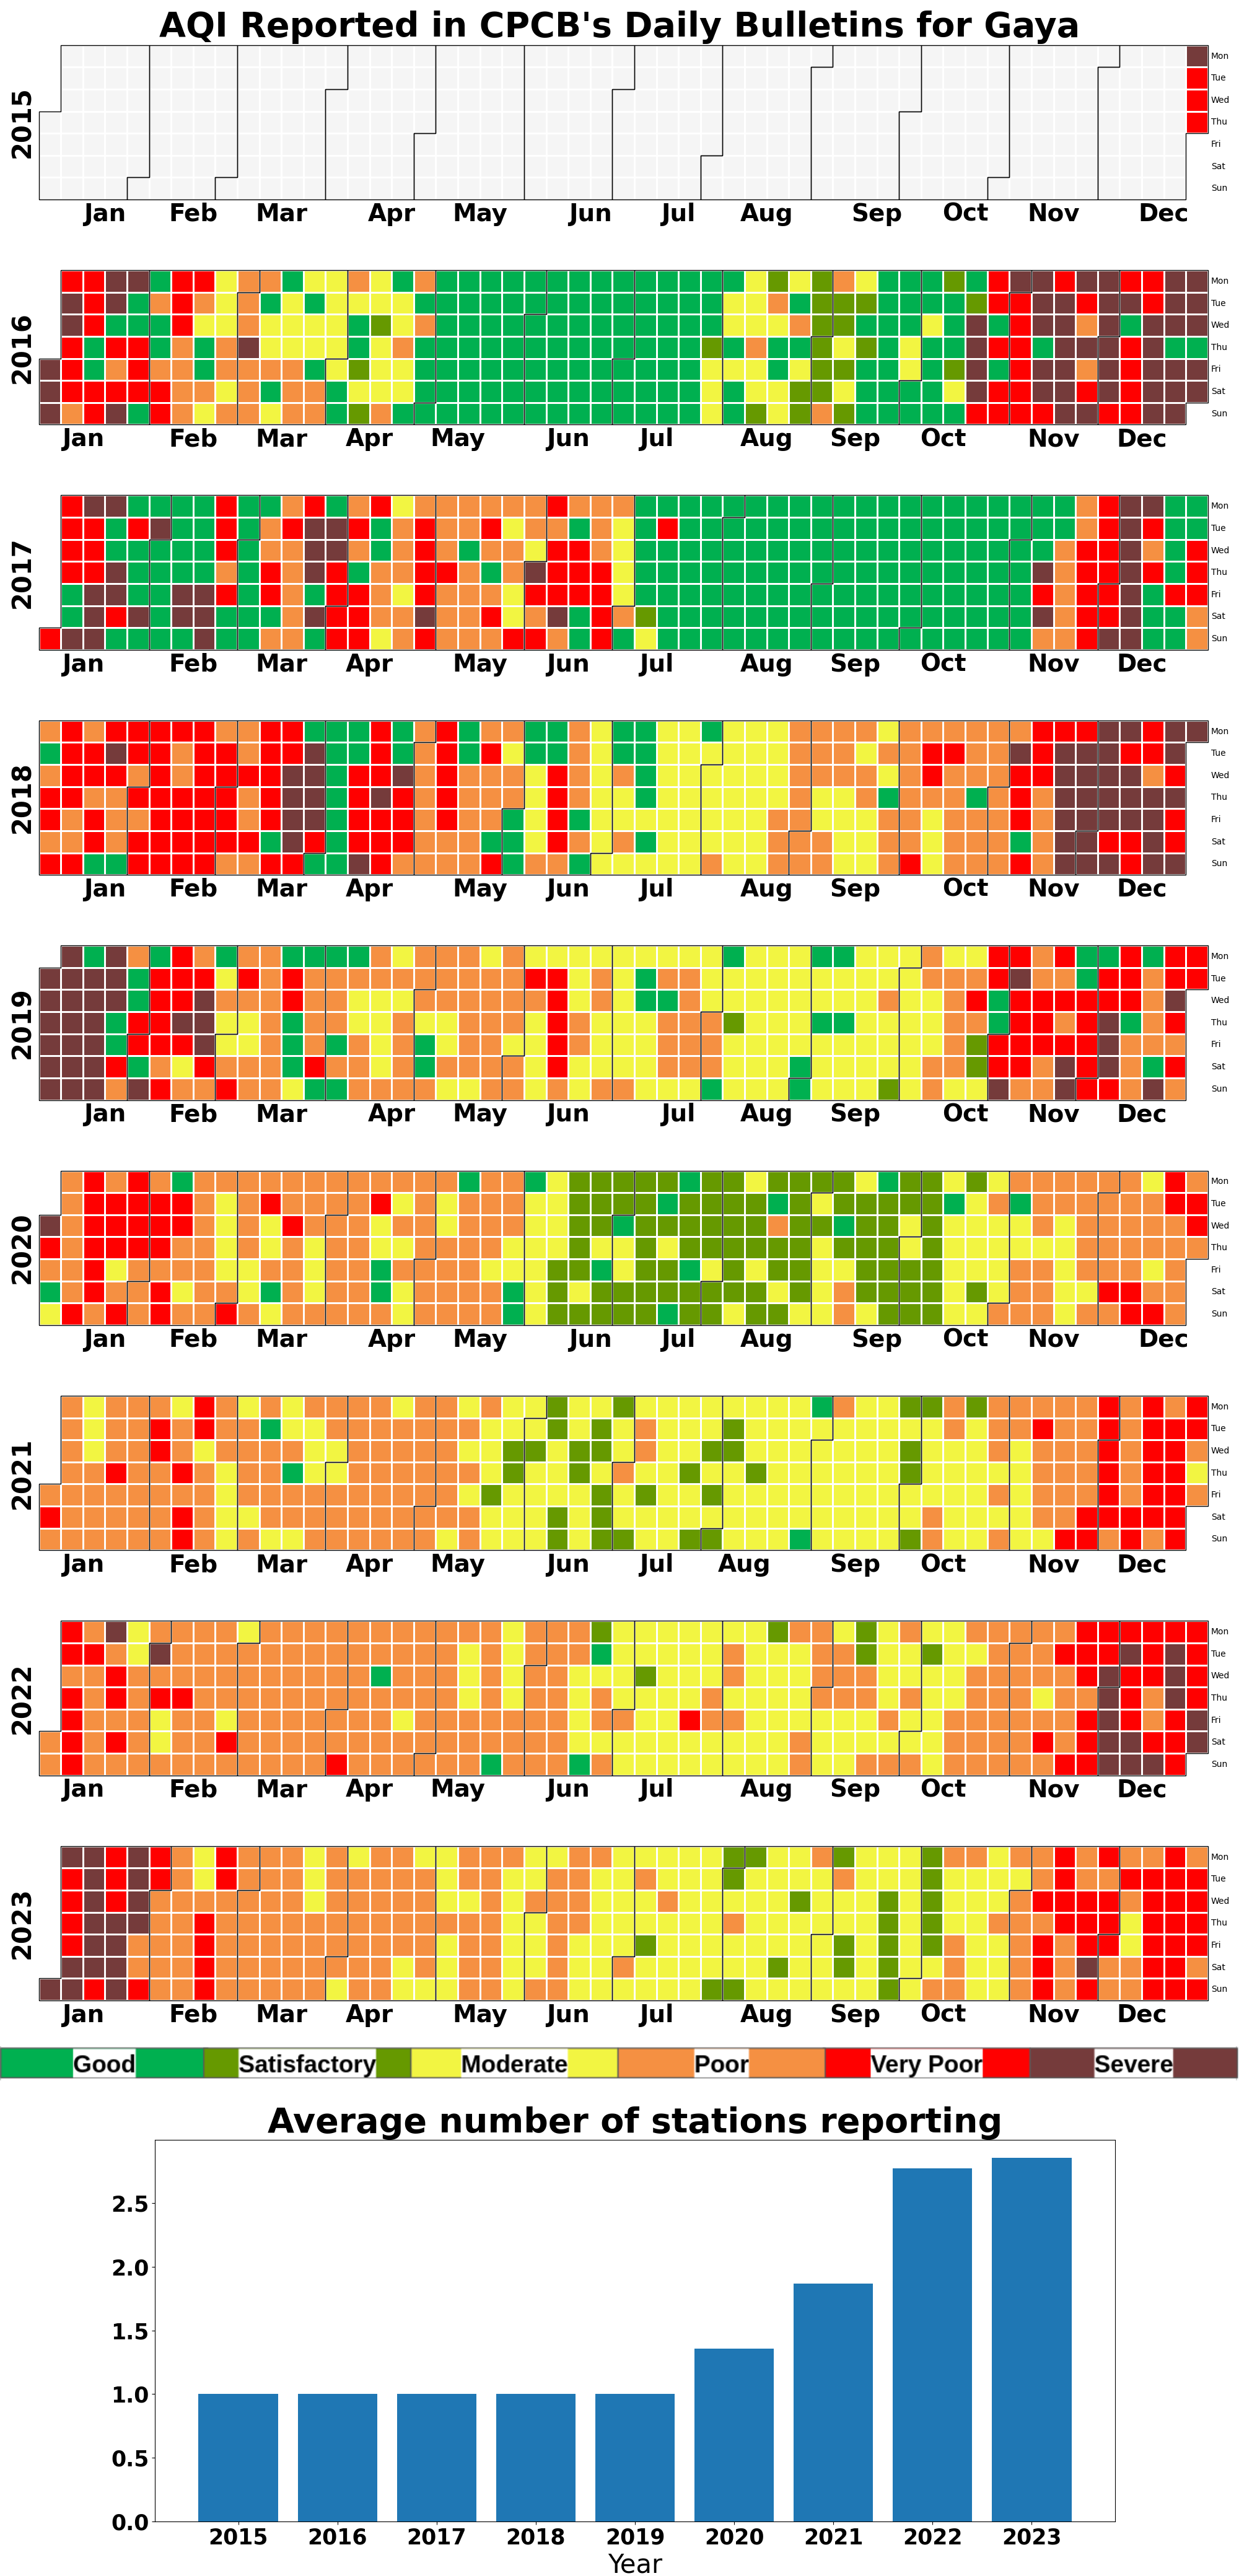 AQI Reported in CPCB's Daily Bulletins for Gaya
2015
Mon
Tue
Wed
Thu
Fri
Sat
Sun
Jan Feb Mar Apr May Jun Jul Aug Sep Oct Nov Dec
2016
Mon
Tue
Wed
Thu
Fri
Sat
Sun
Jan Feb Mar Apr May Jun Jul Aug Sep Oct Nov Dec
2017
Mon
Tue
Wed
Thu
Fri
Sat
Sun
Jan Feb Mar Apr May Jun Jul Aug Sep Oct Nov Dec
2018
Mon
Tue
Wed
Thu
Fri
Sat
Sun
Jan Feb Mar Apr May Jun Jul Aug Sep Oct Nov Dec
2019
Mon
Tue
Wed
Thu
Fri
Sat
Sun
Jan Feb Mar Apr May Jun Jul Aug Sep Oct Nov Dec
2020
Mon
Tue
Wed
Thu
Fri
Sat
Sun
Jan Feb Mar Apr May Jun Jul Aug Sep Oct Nov Dec
2021
Mon
Tue
Wed
Thu
Fri
Sat
Sun
Jan Feb Mar Apr May Jun Jul Aug Sep Oct Nov Dec
2022
Mon
Tue
Wed
Thu
Fri
Sat
Sun
Jan Feb Mar Apr May Jun Jul Aug Sep Oct Nov Dec
2023
Mon
Tue
Wed
Thu
Fri
Sat
Sun
Jan Feb Mar Apr May Jun Jul Aug Sep Oct Nov Dec
Good Satisfactory Moderate Poor Very Poor Severe
Average number of stations reporting
2.5
2.0
1.5
1.0
0.5
0.0
2015 2016 2017 2018 2019 2020 2021 2022 2023
Year